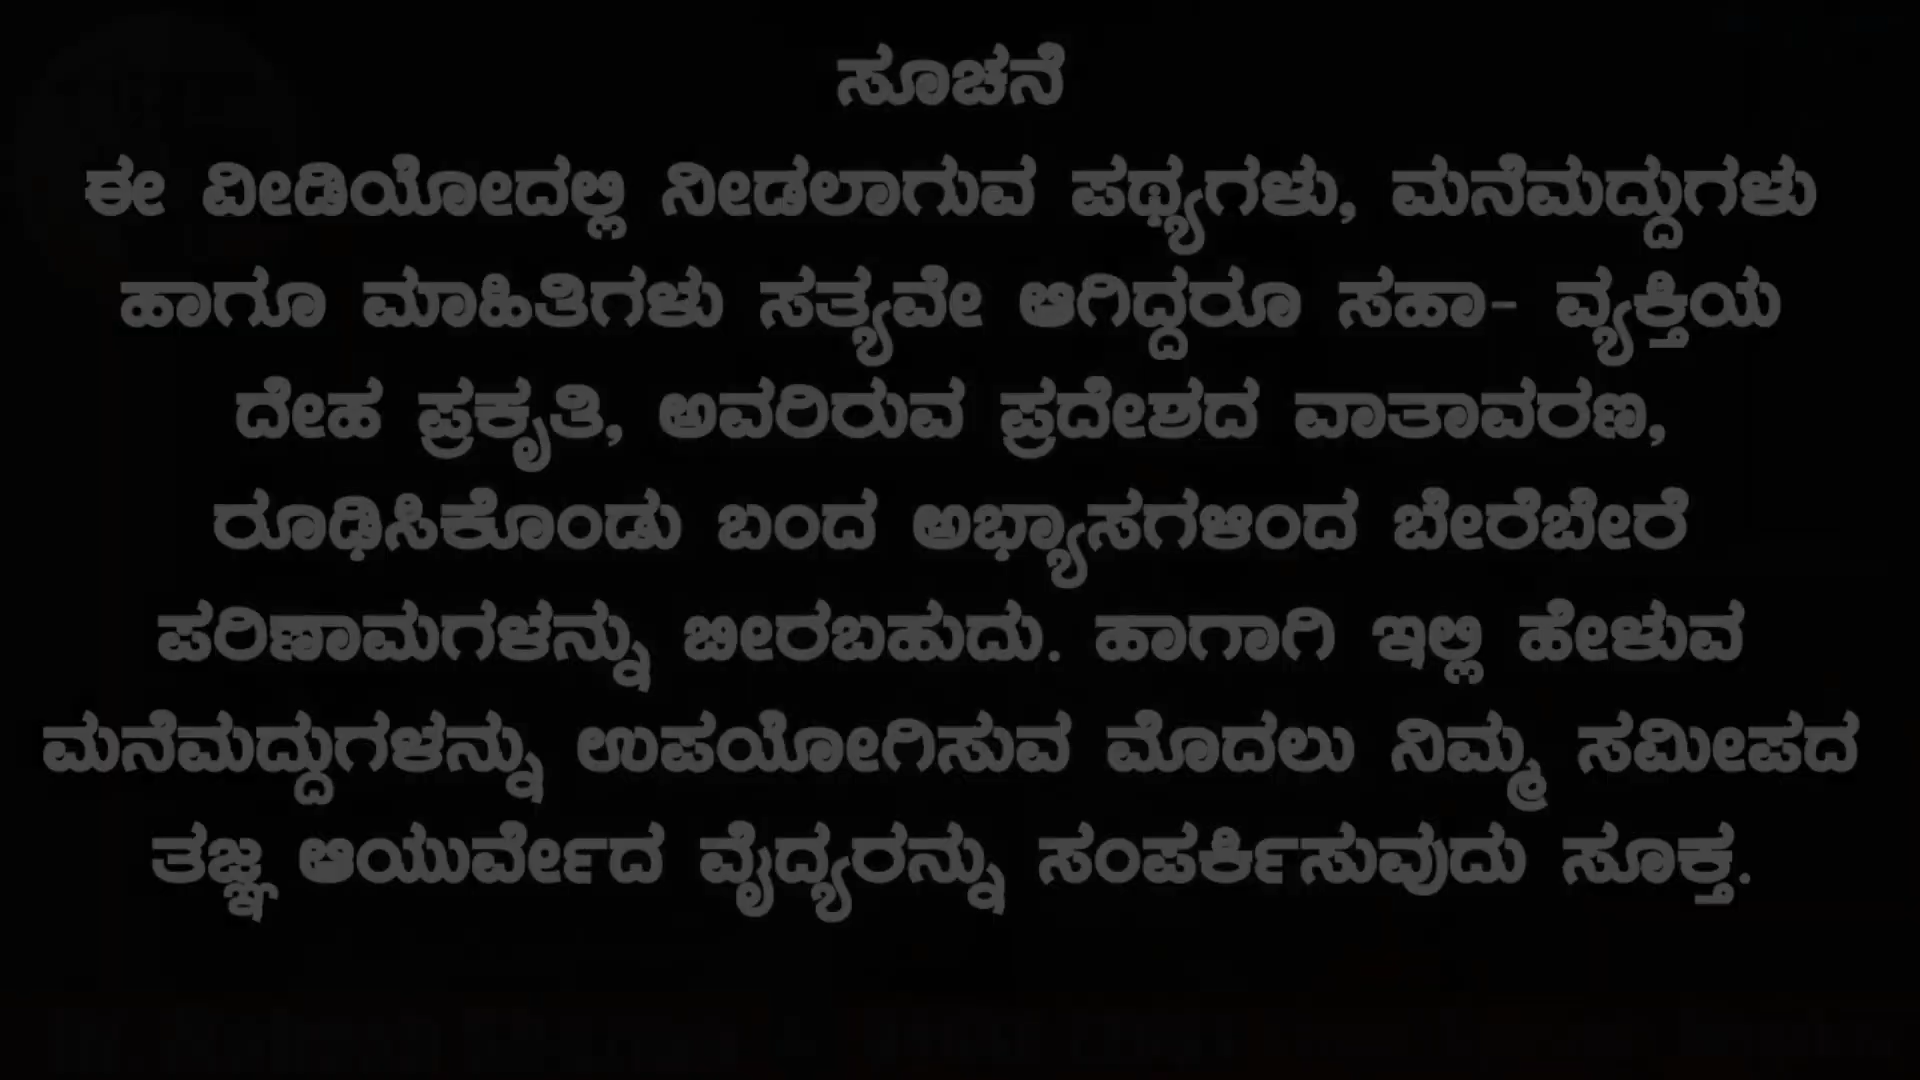 ಸೂಚನೆ
ಈ ವೀಡಿಯೋದಲ್ಲಿ ನೀಡಲಾಗುವ ಪಥ್ಯಗಳು, ಮನೆಮದ್ದುಗಳು
ಹಾಗೂ ಮಾಹಿತಿಗಳು ಸತ್ಯವೇ ಆಗಿದ್ದರೂ ಸಹಾ- ವ್ಯಕ್ತಿಯ
ದೇಹ ಪ್ರಕೃತಿ, ಅವರಿರುವ ಪ್ರದೇಶದ ವಾತಾವರಣ,
ರೂಢಿಸಿಕೊಂಡು ಬಂದ ಅಭ್ಯಾಸಗಳಿಂದ ಬೇರೆಬೇರೆ
ಪರಿಣಾಮಗಳನ್ನು ಬೀರಬಹುದು. ಹಾಗಾಗಿ ಇಲ್ಲಿ ಹೇಳುವ
ಮನೆಮದ್ದುಗಳನ್ನು ಉಪಯೋಗಿಸುವ ಮೊದಲು ನಿಮ್ಮ ಸಮೀಪದ
ತಜ್ಞ ಆಯುರ್ವೇದ ವೈದ್ಯರನ್ನು ಸಂಪರ್ಕಿಸುವುದು ಸೂಕ್ತ.